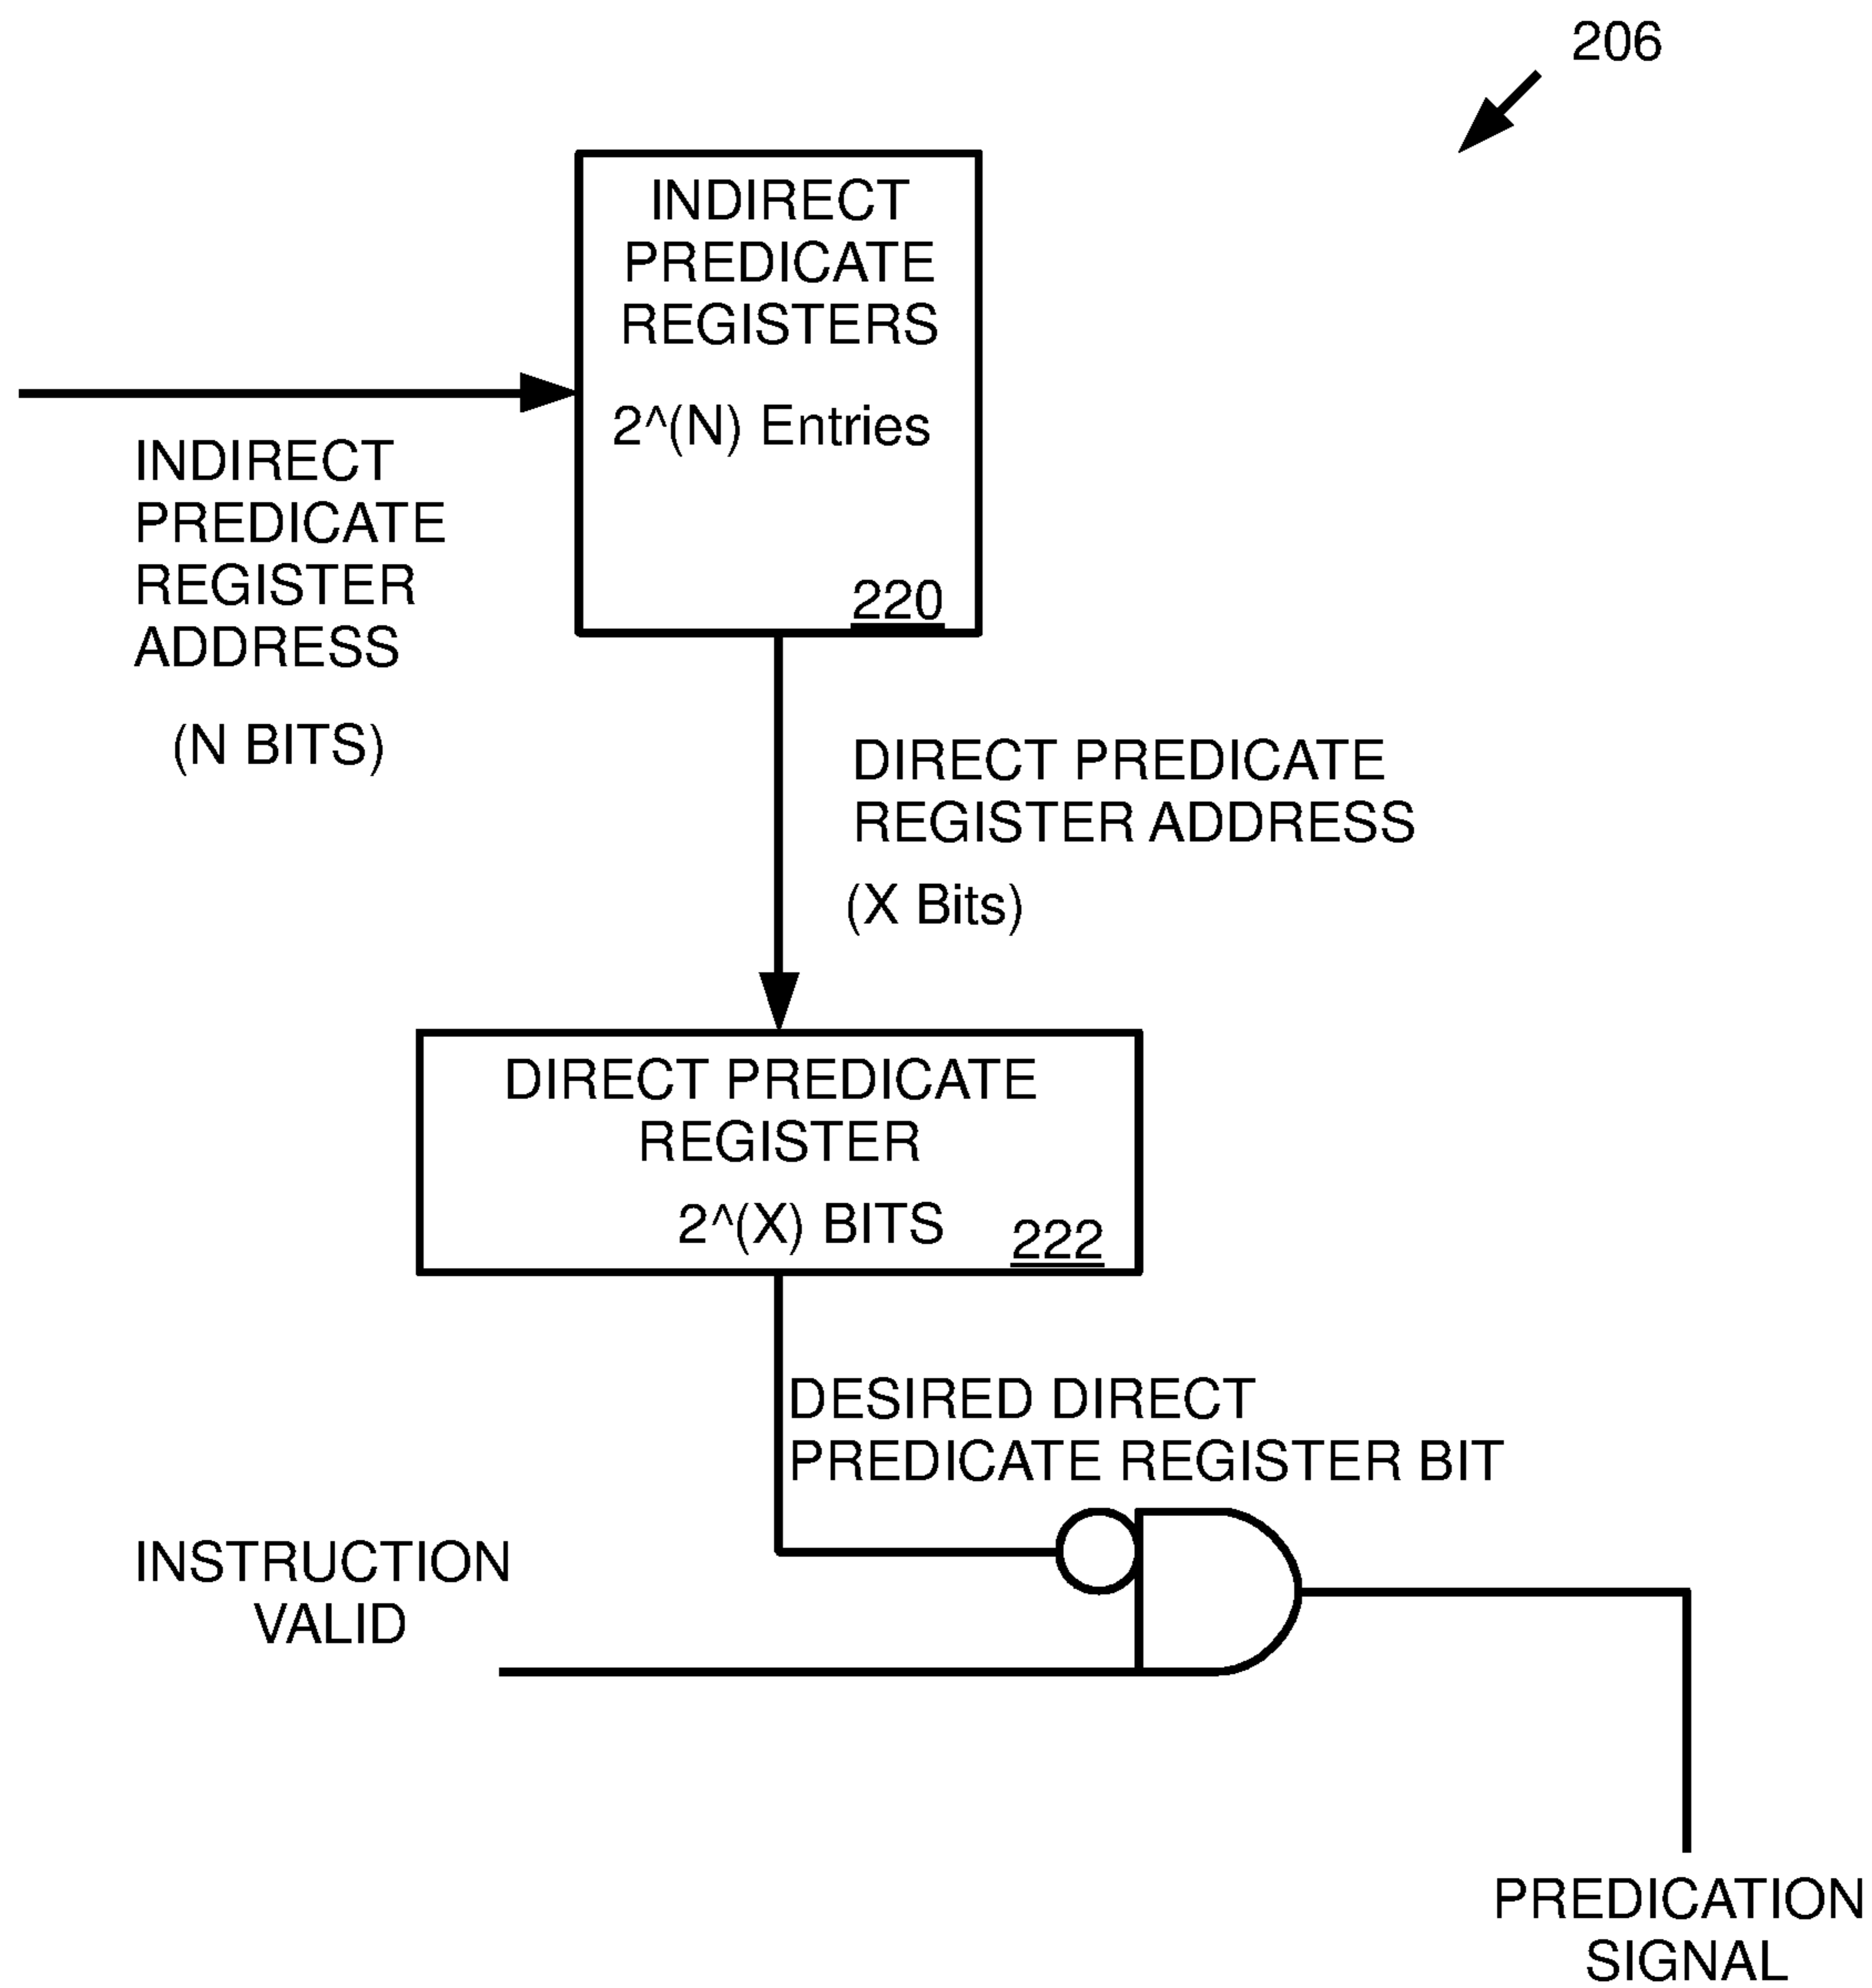 206
INDIRECT
PREDICATE
REGISTERS
2^(N) Entries
220
INDIRECT
PREDICATE
REGISTER
ADDRESS
(N BITS)
DIRECT PREDICATE
REGISTER ADDRESS
(X Bits)
DIRECT PREDICATE
REGISTER
2^(X) BITS
222
DESIRED DIRECT
PREDICATE REGISTER BIT
INSTRUCTION
VALID
PREDICATION
SIGNAL